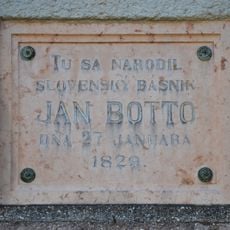 TU SA NARODIL
SLOVENSKÝ BÁSNIK
JÁN BOTTO
DŇA 27 JANUÁRA
1829.